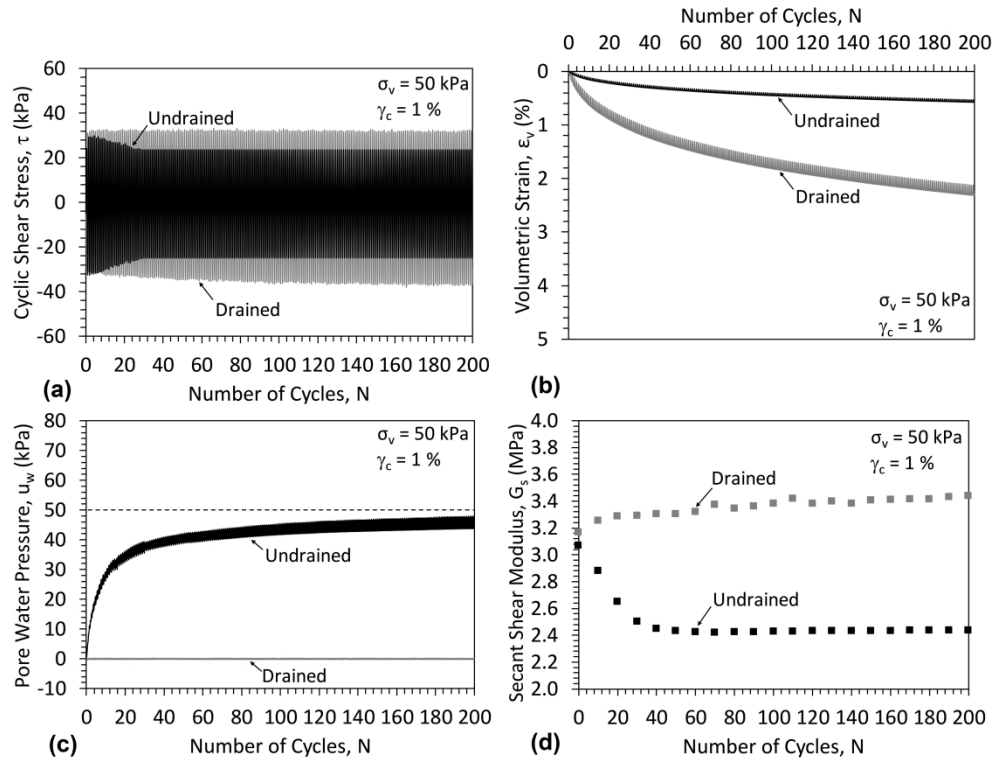 60
40
20
0
-20
-40
-60
Cyclic Shear Stress, τ (kPa)
σv = 50 kPa
γc = 1 %
Undrained
Drained
0 20 40 60 80 100 120 140 160 180 200
Number of Cycles, N
(a)
Number of Cycles, N
0 20 40 60 80 100 120 140 160 180 200
0
1
2
3
4
5
Volumetric Strain, εv (%)
Undrained
Drained
σv = 50 kPa
γc = 1 %
(b)
80
70
60
50
40
30
20
10
0
-10
Pore Water Pressure, uw (kPa)
σv = 50 kPa
γc = 1 %
Undrained
Drained
0 20 40 60 80 100 120 140 160 180 200
Number of Cycles, N
(c)
4.0
3.8
3.6
3.4
3.2
3.0
2.8
2.6
2.4
2.2
2.0
Secant Shear Modulus, Gs (MPa)
σv = 50 kPa
γc = 1 %
Drained
Undrained
0 20 40 60 80 100 120 140 160 180 200
Number of Cycles, N
(d)